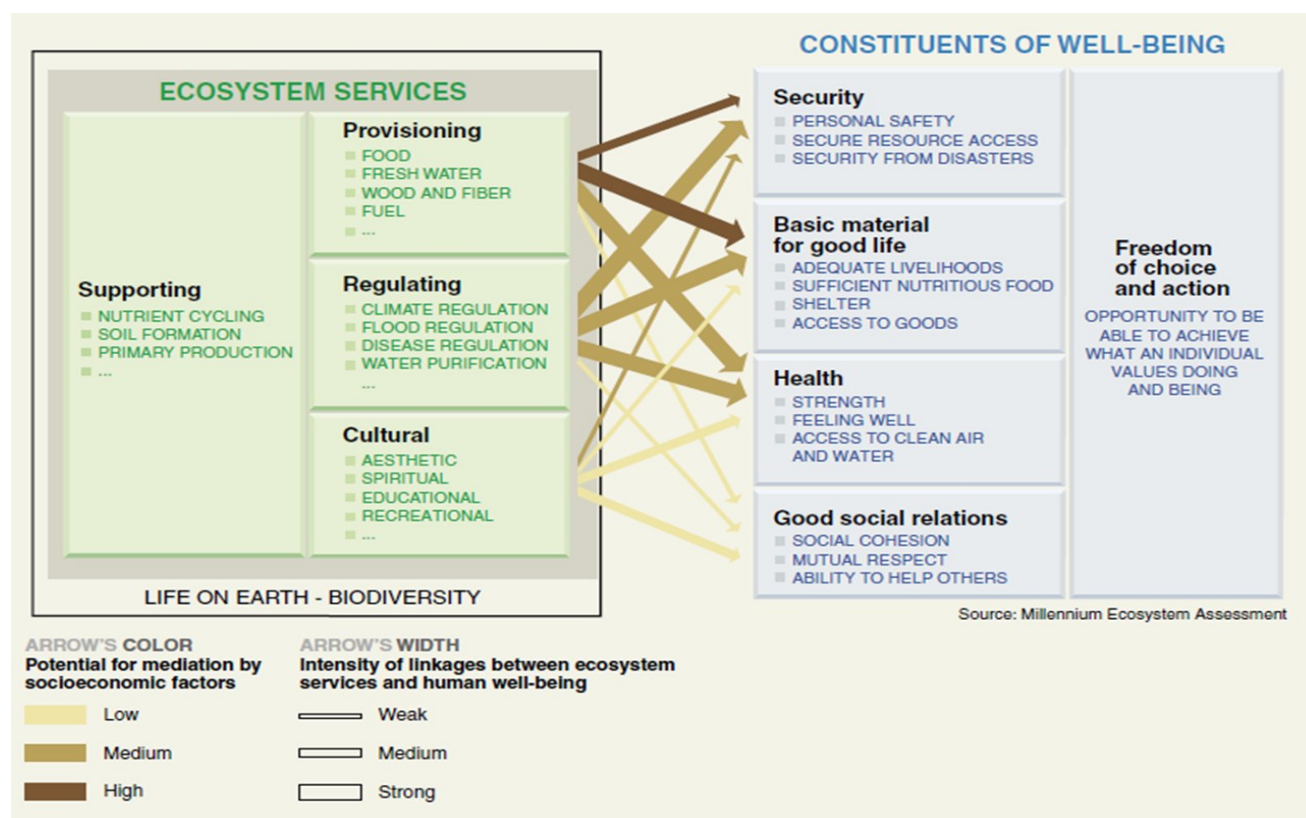 CONSTITUENTS OF WELL-BEING
ECOSYSTEM SERVICES
Supporting
NUTRIENT CYCLING
SOIL FORMATION
PRIMARY PRODUCTION
...
Provisioning
FOOD
FRESH WATER
WOOD AND FIBER
FUEL
...
Regulating
CLIMATE REGULATION
FLOOD REGULATION
DISEASE REGULATION
WATER PURIFICATION
...
Cultural
AESTHETIC
SPIRITUAL
EDUCATIONAL
RECREATIONAL
...
LIFE ON EARTH - BIODIVERSITY
Security
PERSONAL SAFETY
SECURE RESOURCE ACCESS
SECURITY FROM DISASTERS
Basic material
for good life
ADEQUATE LIVELIHOODS
SUFFICIENT NUTRITIOUS FOOD
SHELTER
ACCESS TO GOODS
Health
STRENGTH
FEELING WELL
ACCESS TO CLEAN AIR
AND WATER
Good social relations
SOCIAL COHESION
MUTUAL RESPECT
ABILITY TO HELP OTHERS
Freedom
of choice
and action
OPPORTUNITY TO BE
ABLE TO ACHIEVE
WHAT AN INDIVIDUAL
VALUES DOING
AND BEING
Source: Millennium Ecosystem Assessment
ARROW'S COLOR
Potential for mediation by
socioeconomic factors
Low
Medium
High
ARROW'S WIDTH
Intensity of linkages between ecosystem
services and human well-being
Weak
Medium
Strong